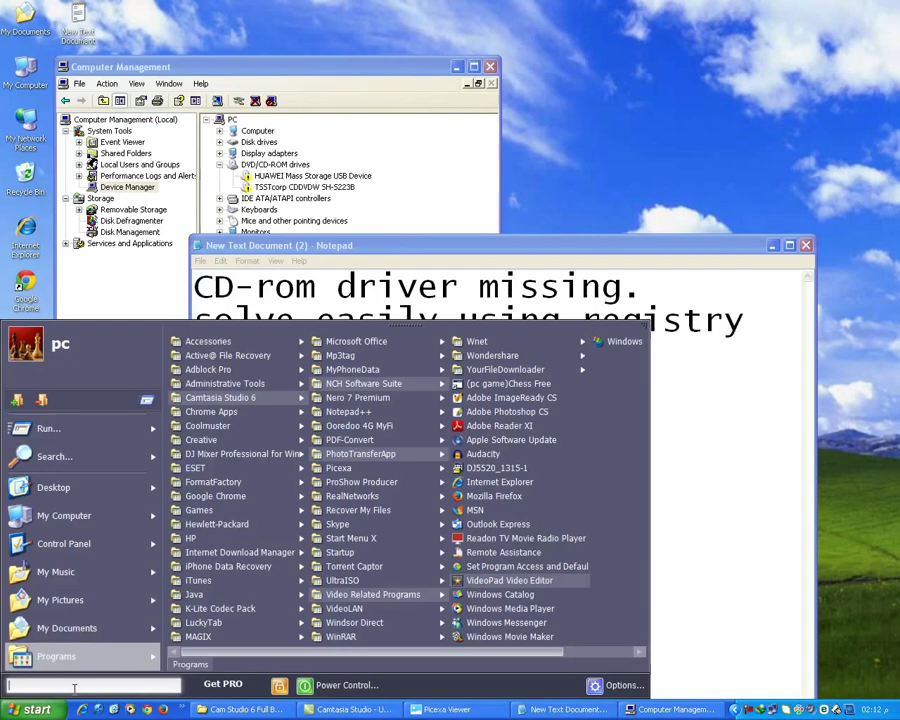 My Documents
New Text Document
My Computer
My Network Places
Recycle Bin
Internet Explorer
Google Chrome
Computer Management
File Action View Window Help
Computer Management (Local)
System Tools
Event Viewer
Shared Folders
Local Users and Groups
Performance Logs and Alert
Device Manager
Storage
Removable Storage
Disk Defragmenter
Disk Management
Services and Applications
PC
Computer
Disk drives
Display adapters
DVD/CD-ROM drives
HUAWEI Mass Storage USB Device
TSSTcorp CDDVDW SH-S223B
IDE ATA/ATAPI controllers
Keyboards
Mice and other pointing devices
Monitors
New Text Document (2) - Notepad
File Edit Format View Help
CD-rom driver missing.
solve easily using registry
pc
Run...
Search...
Desktop
My Computer
Control Panel
My Music
My Pictures
My Documents
Programs
Accessories
Active@ File Recovery
Adblock Pro
Administrative Tools
Camtasia Studio 6
Chrome Apps
Coolmuster
Creative
DJ Mixer Professional for Win
ESET
FormatFactory
Google Chrome
Games
Hewlett-Packard
HP
Internet Download Manager
iPhone Data Recovery
iTunes
Java
K-Lite Codec Pack
LuckyTab
MAGIX
Microsoft Office
Mp3tag
MyPhoneData
NCH Software Suite
Nero 7 Premium
Notepad++
Ooredoo 4G MyFi
PDF-Convert
PhotoTransferApp
Picexa
ProShow Producer
RealNetworks
Recover My Files
Skype
Start Menu X
Startup
Torrent Captor
UltraISO
Video Related Programs
VideoLAN
Windsor Direct
WinRAR
Wnet
Wondershare
YourFileDownloader
(pc game)Chess Free
Adobe ImageReady CS
Adobe Photoshop CS
Adobe Reader XI
Apple Software Update
Audacity
DJ5520_1315-1
Internet Explorer
Mozilla Firefox
MSN
Outlook Express
Readon TV Movie Radio Player
Remote Assistance
Set Program Access and Defaul
VideoPad Video Editor
Windows Catalog
Windows Media Player
Windows Messenger
Windows Movie Maker
Windows
Programs
Get PRO
Power Control...
Options...
start
Cam Studio 6 Full B...
Camtasia Studio - U...
Picexa Viewer
New Text Document...
Computer Managem...
02:12 م